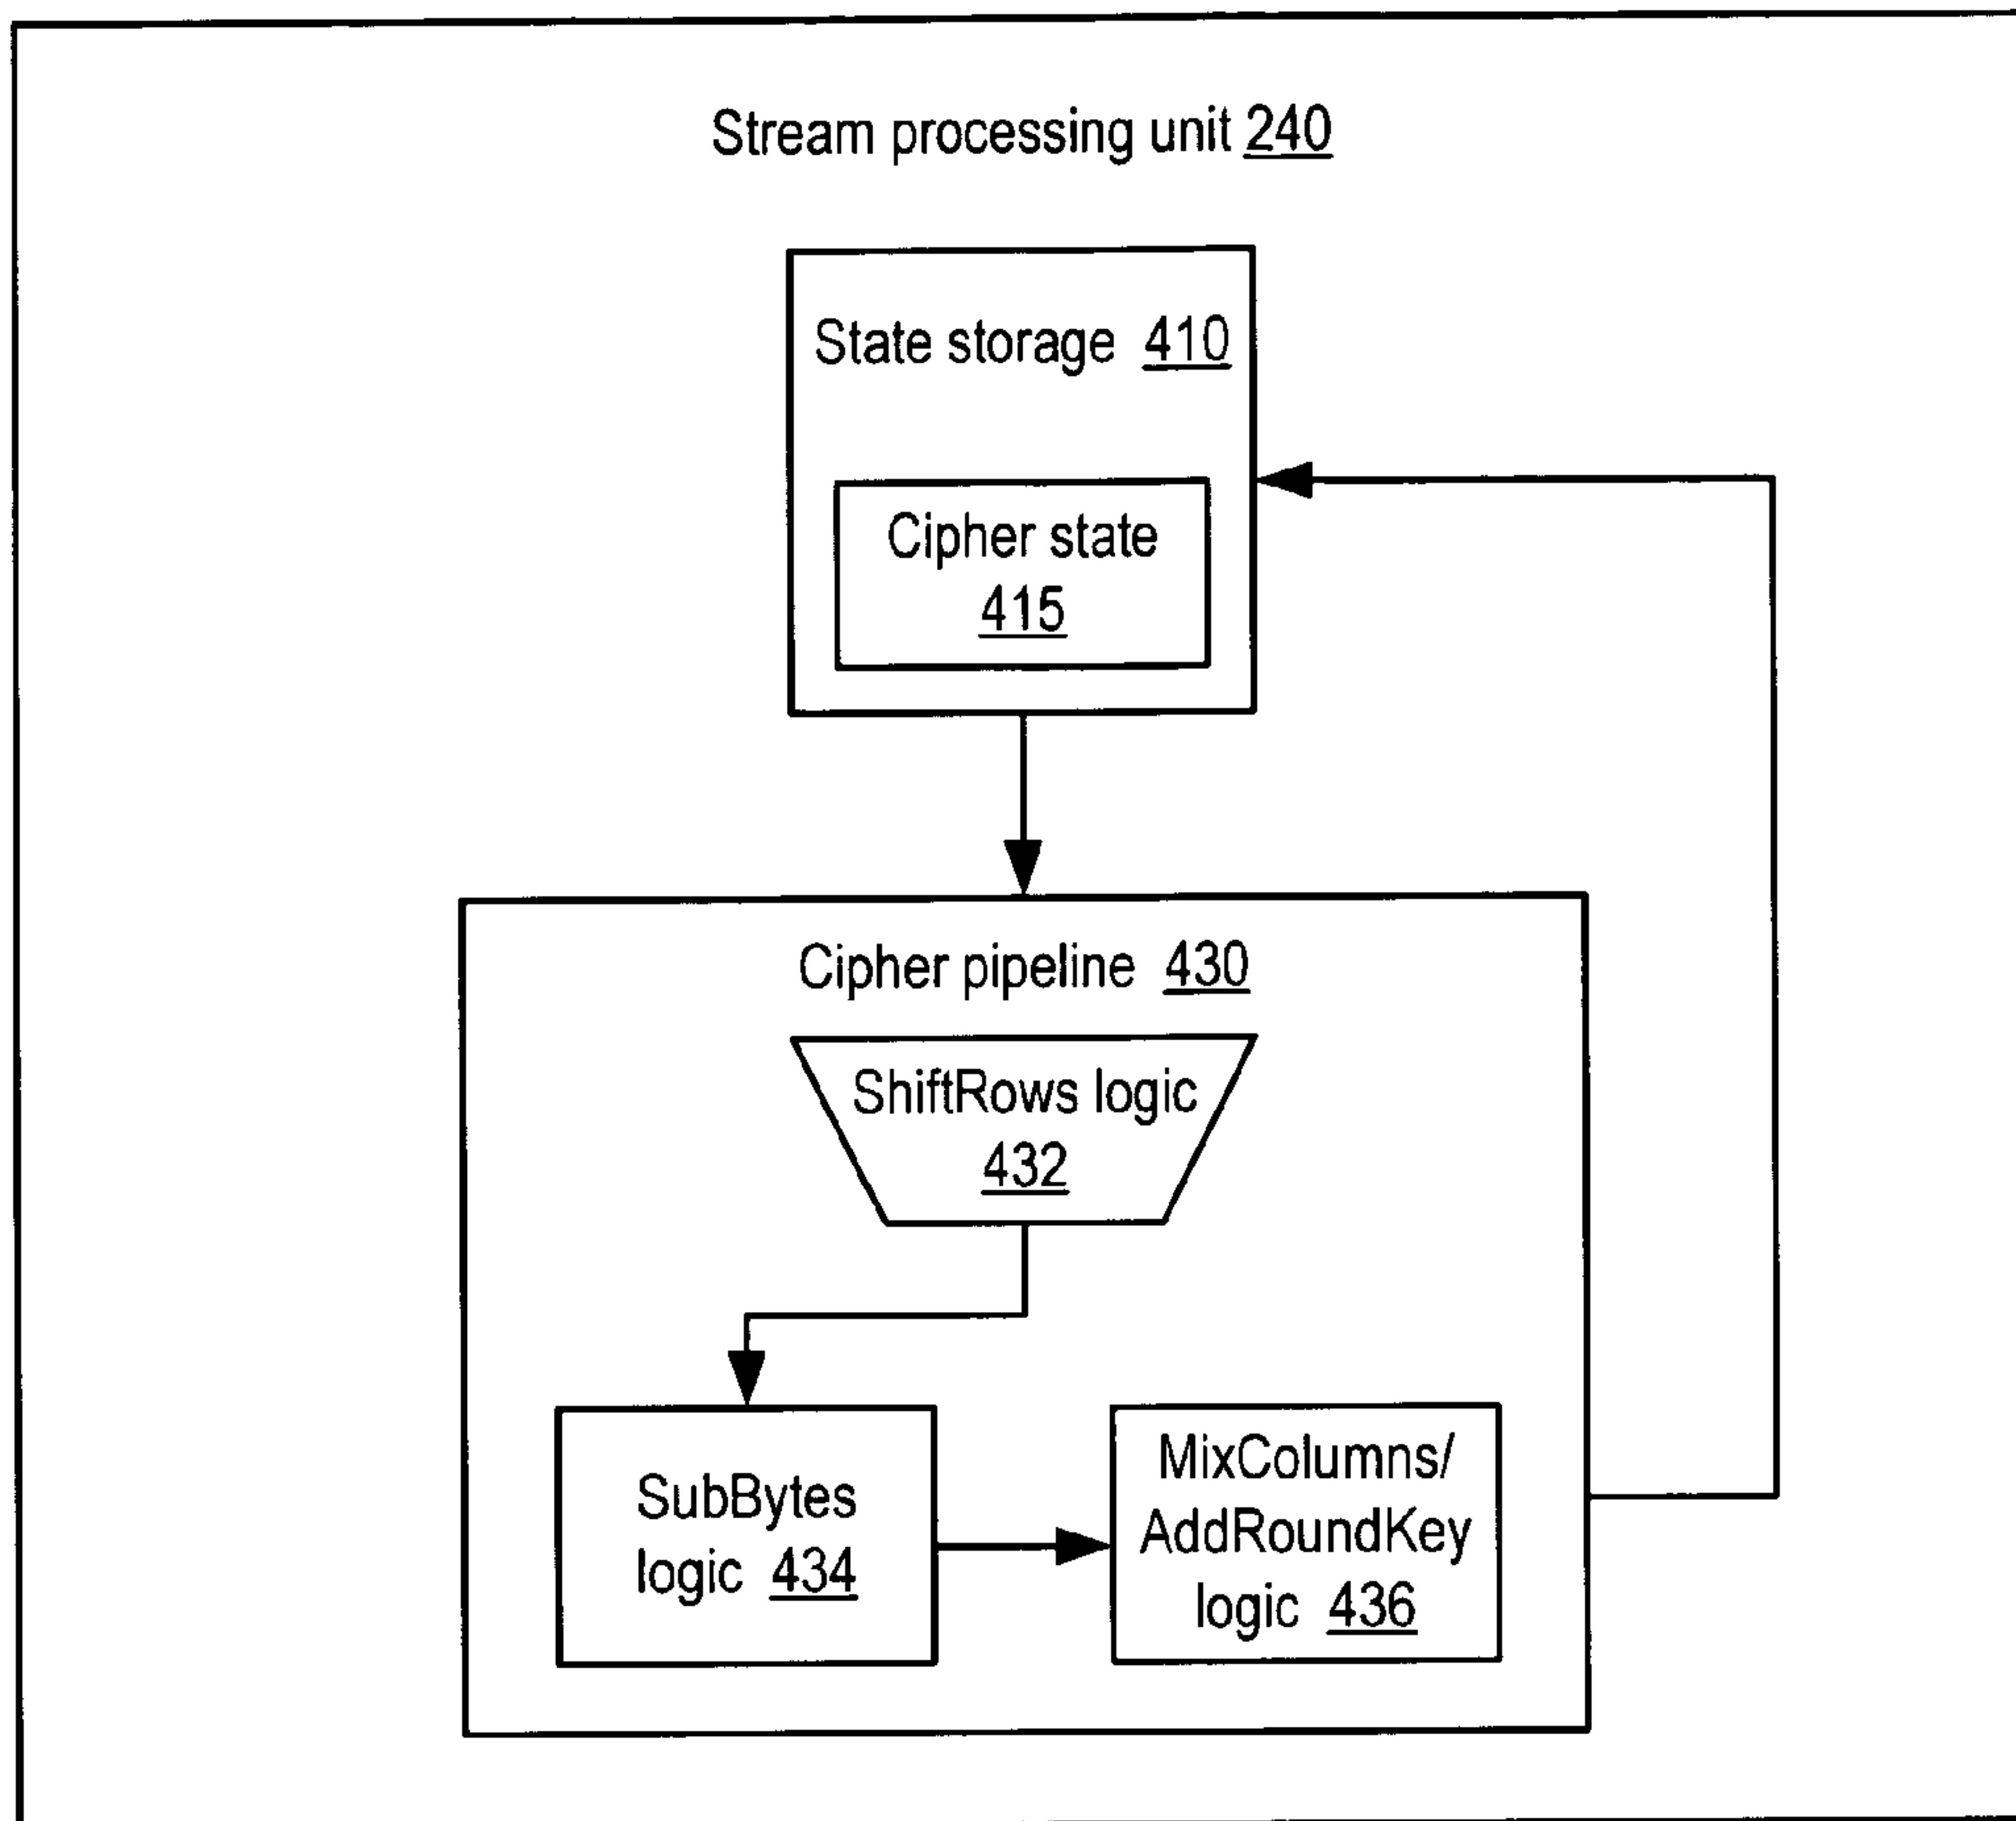 Stream processing unit 240
State storage 410
Cipher state
415
Cipher pipeline 430
ShiftRows logic
432
SubBytes
logic 434
MixColumns/
AddRoundKey
logic 436